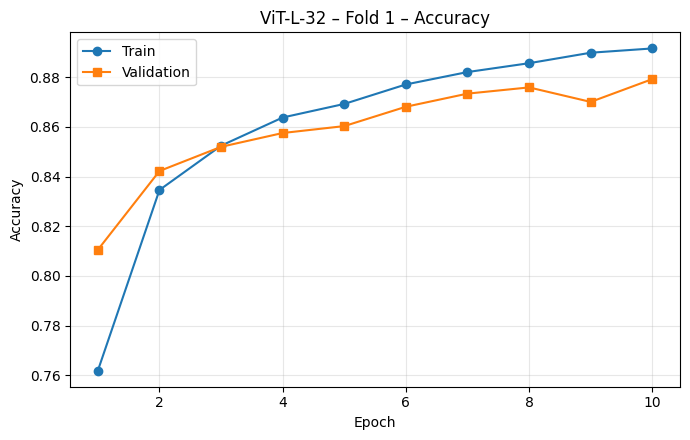 ViT-L-32 – Fold 1 – Accuracy
Train
Validation
Accuracy
0.88
0.86
0.84
0.82
0.80
0.78
0.76
2 4 6 8 10
Epoch